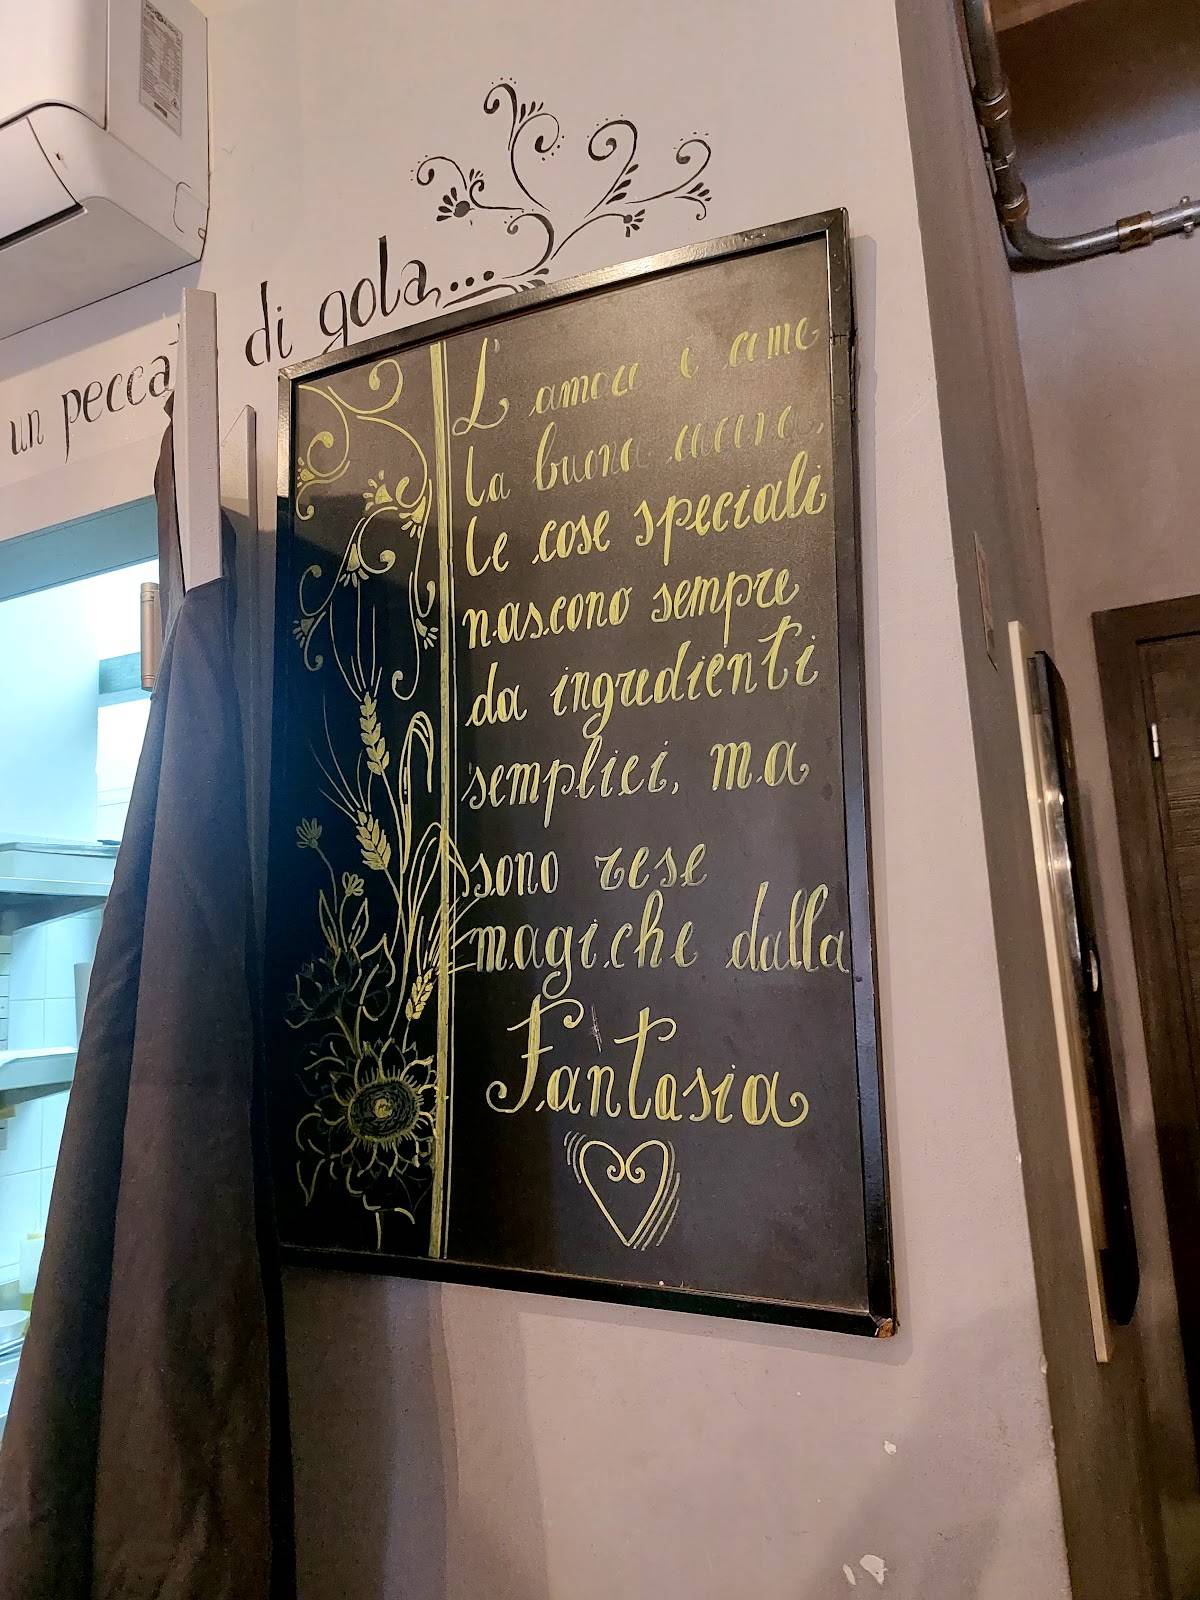 un peccat di gola...
L'amore è come
la buona cucina,
le cose speciali
nascono sempre
da ingredienti
semplici, ma
sono rese
magiche dalla
Fantasia